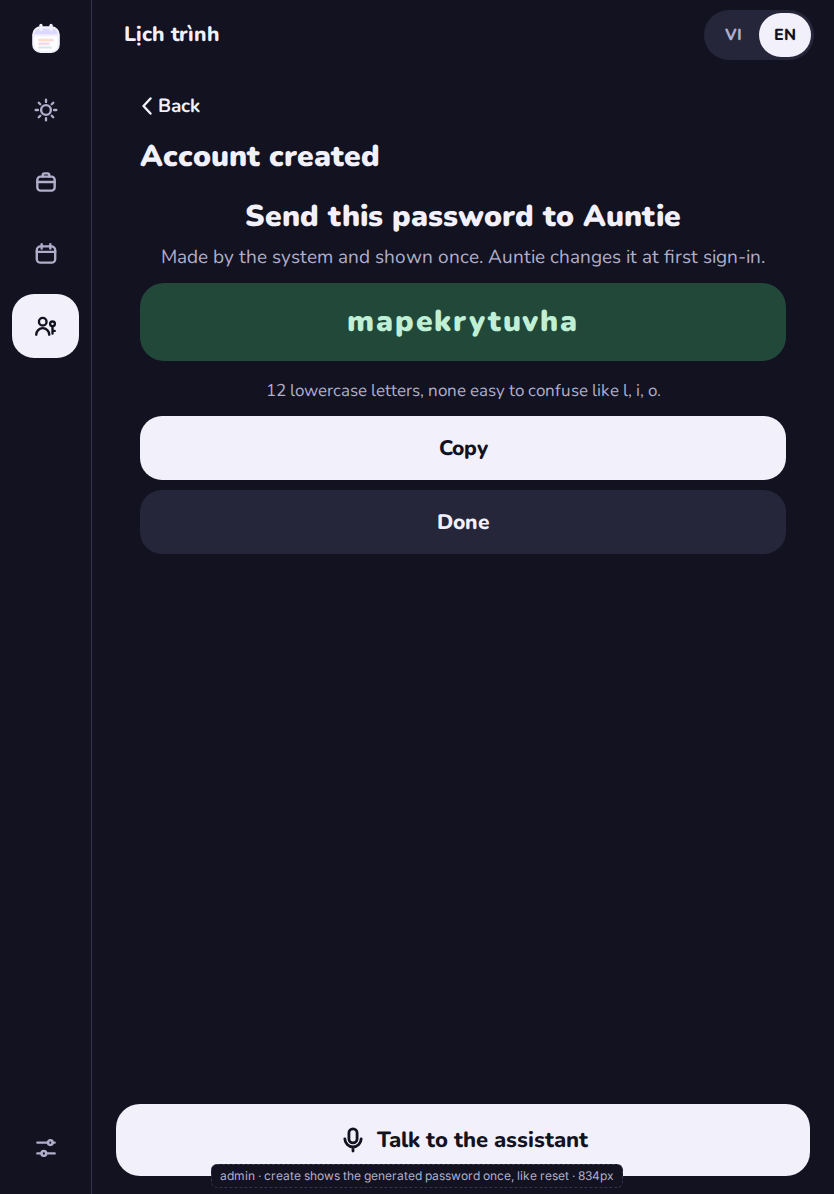 Lịch trình
VI
EN
Back
Account created
Send this password to Auntie
Made by the system and shown once. Auntie changes it at first sign-in.
mapekrytuvha
12 lowercase letters, none easy to confuse like l, i, o.
Copy
Done
Talk to the assistant
admin · create shows the generated password once, like reset · 834px